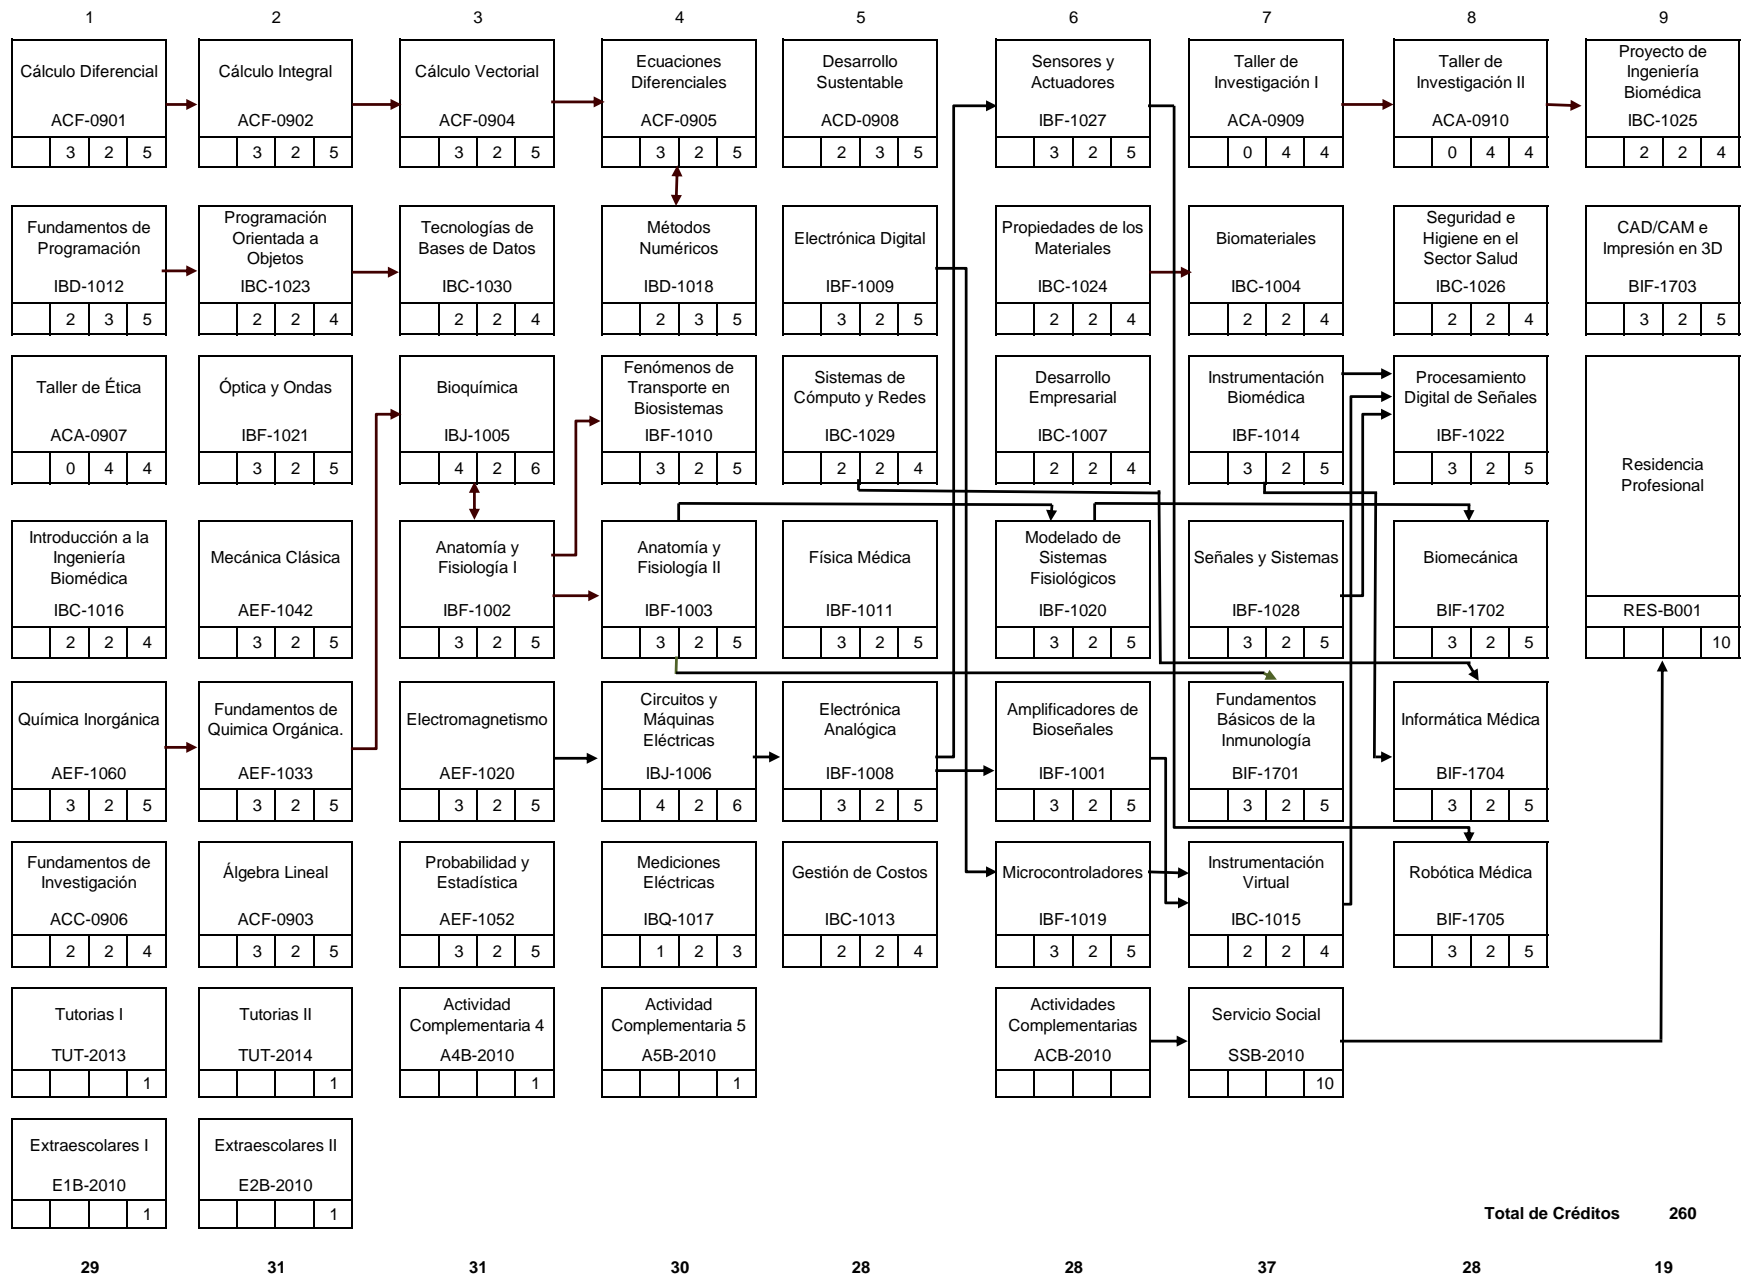 1 2 3 4 5 6 7 8 9
Cálculo Diferencial
ACF-0901
3 2 5
Cálculo Integral
ACF-0902
3 2 5
Cálculo Vectorial
ACF-0904
3 2 5
Ecuaciones
Diferenciales
ACF-0905
3 2 5
Desarrollo
Sustentable
ACD-0908
2 3 5
Sensores y
Actuadores
IBF-1027
3 2 5
Taller de
Investigación I
ACA-0909
0 4 4
Taller de
Investigación II
ACA-0910
0 4 4
Proyecto de
Ingeniería
Biomédica
IBC-1025
2 2 4
Fundamentos de
Programación
IBD-1012
2 3 5
Programación
Orientada a
Objetos
IBC-1023
2 2 4
Tecnologías de
Bases de Datos
IBC-1030
2 2 4
Métodos
Numéricos
IBD-1018
2 3 5
Electrónica Digital
IBF-1009
3 2 5
Propiedades de los
Materiales
IBC-1024
2 2 4
Biomateriales
IBC-1004
2 2 4
Seguridad e
Higiene en el
Sector Salud
IBC-1026
2 2 4
CAD/CAM e
Impresión en 3D
BIF-1703
3 2 5
Taller de Ética
ACA-0907
0 4 4
Óptica y Ondas
IBF-1021
3 2 5
Bioquímica
IBJ-1005
4 2 6
Fenómenos de
Transporte en
Biosistemas
IBF-1010
3 2 5
Sistemas de
Cómputo y Redes
IBC-1029
2 2 4
Desarrollo
Empresarial
IBC-1007
2 2 4
Instrumentación
Biomédica
IBF-1014
3 2 5
Procesamiento
Digital de Señales
IBF-1022
3 2 5
Residencia
Profesional
RES-B001
10
Introducción a la
Ingeniería
Biomédica
IBC-1016
2 2 4
Mecánica Clásica
AEF-1042
3 2 5
Anatomía y
Fisiología I
IBF-1002
3 2 5
Anatomía y
Fisiología II
IBF-1003
3 2 5
Física Médica
IBF-1011
3 2 5
Modelado de
Sistemas
Fisiológicos
IBF-1020
3 2 5
Señales y Sistemas
IBF-1028
3 2 5
Biomecánica
BIF-1702
3 2 5
Química Inorgánica
AEF-1060
3 2 5
Fundamentos de
Quimica Orgánica.
AEF-1033
3 2 5
Electromagnetismo
AEF-1020
3 2 5
Circuitos y
Máquinas
Eléctricas
IBJ-1006
4 2 6
Electrónica
Analógica
IBF-1008
3 2 5
Amplificadores de
Bioseñales
IBF-1001
3 2 5
Fundamentos
Básicos de la
Inmunología
BIF-1701
3 2 5
Informática Médica
BIF-1704
3 2 5
Fundamentos de
Investigación
ACC-0906
2 2 4
Álgebra Lineal
ACF-0903
3 2 5
Probabilidad y
Estadística
AEF-1052
3 2 5
Mediciones
Eléctricas
IBQ-1017
1 2 3
Gestión de Costos
IBC-1013
2 2 4
Microcontroladores
IBF-1019
3 2 5
Instrumentación
Virtual
IBC-1015
2 2 4
Robótica Médica
BIF-1705
3 2 5
Tutorias I
TUT-2013
1
Tutorias II
TUT-2014
1
Actividad
Complementaria 4
A4B-2010
1
Actividad
Complementaria 5
A5B-2010
1
Actividades
Complementarias
ACB-2010
Servicio Social
SSB-2010
10
Extraescolares I
E1B-2010
1
Extraescolares II
E2B-2010
1
Total de Créditos 260
29 31 31 30 28 28 37 28 19